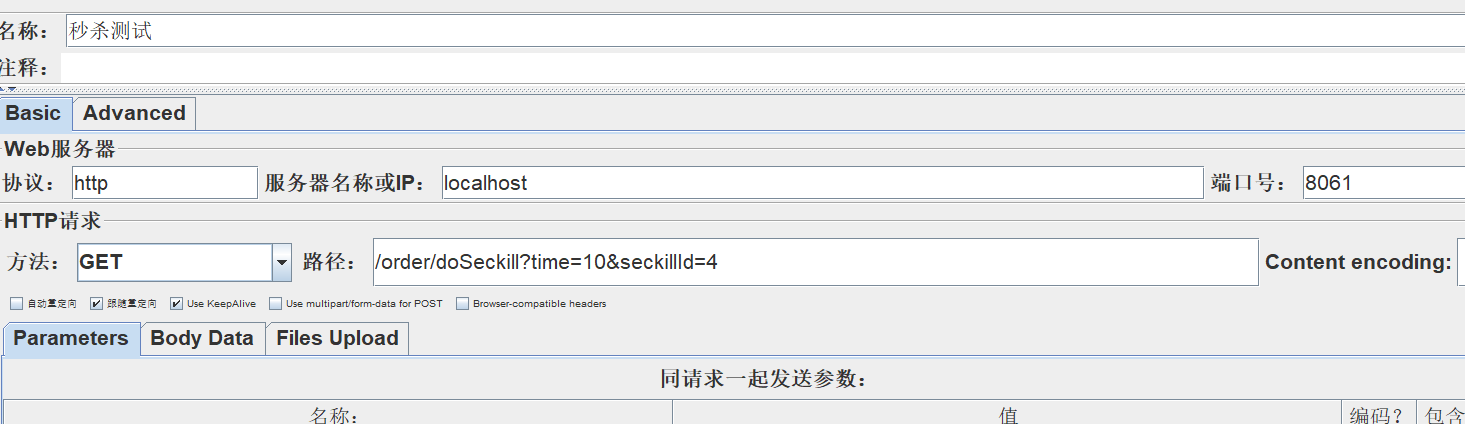 名称： 秒杀测试
注释：
Basic Advanced
Web服务器
协议： http 服务器名称或IP： localhost 端口号： 8061
HTTP请求
方法： GET 路径： /order/doSeckill?time=10&seckillId=4 Content encoding:
自动重定向 跟随重定向 Use KeepAlive Use multipart/form-data for POST Browser-compatible headers
Parameters Body Data Files Upload
同请求一起发送参数：
名称： 值 编码？ 包含